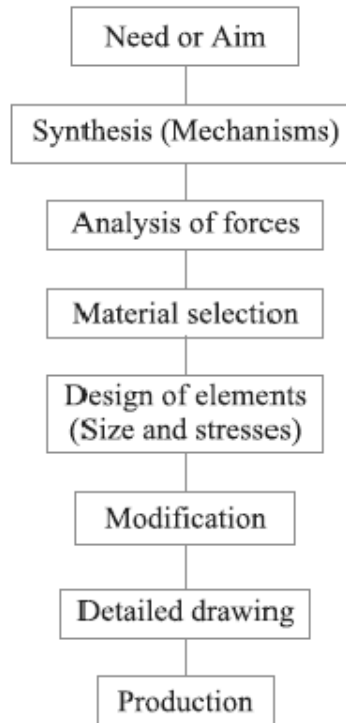 Need or Aim
Synthesis (Mechanisms)
Analysis of forces
Material selection
Design of elements
(Size and stresses)
Modification
Detailed drawing
Production